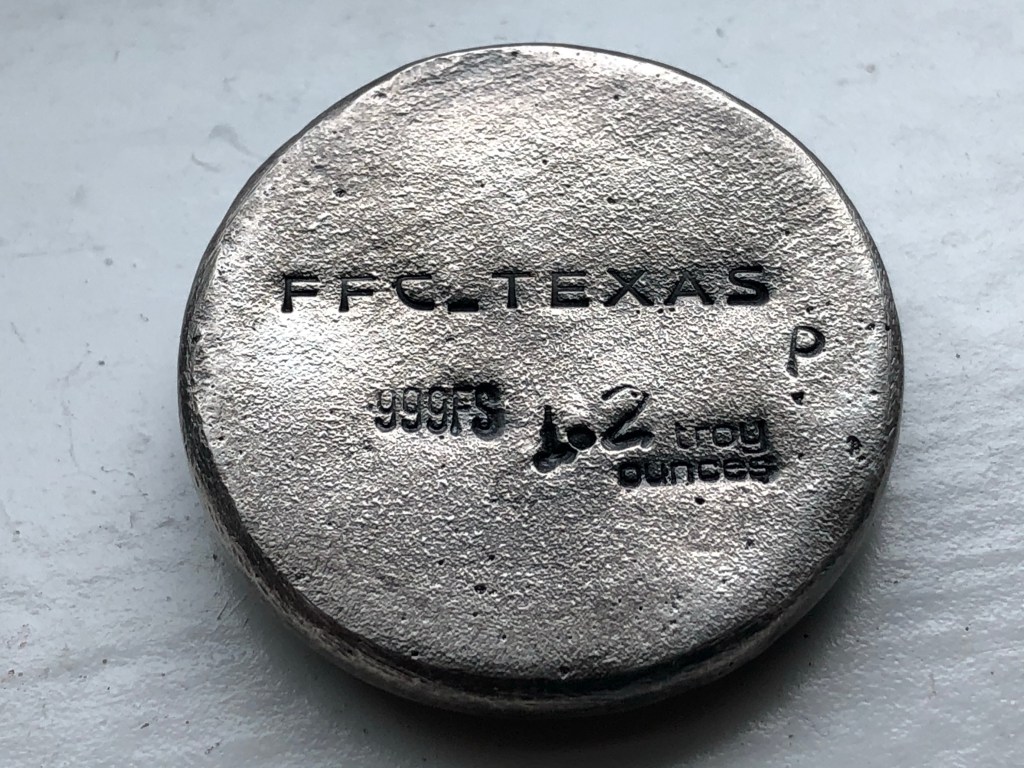 FFC_TEXAS
P
999FS 1.2 troy
ounces